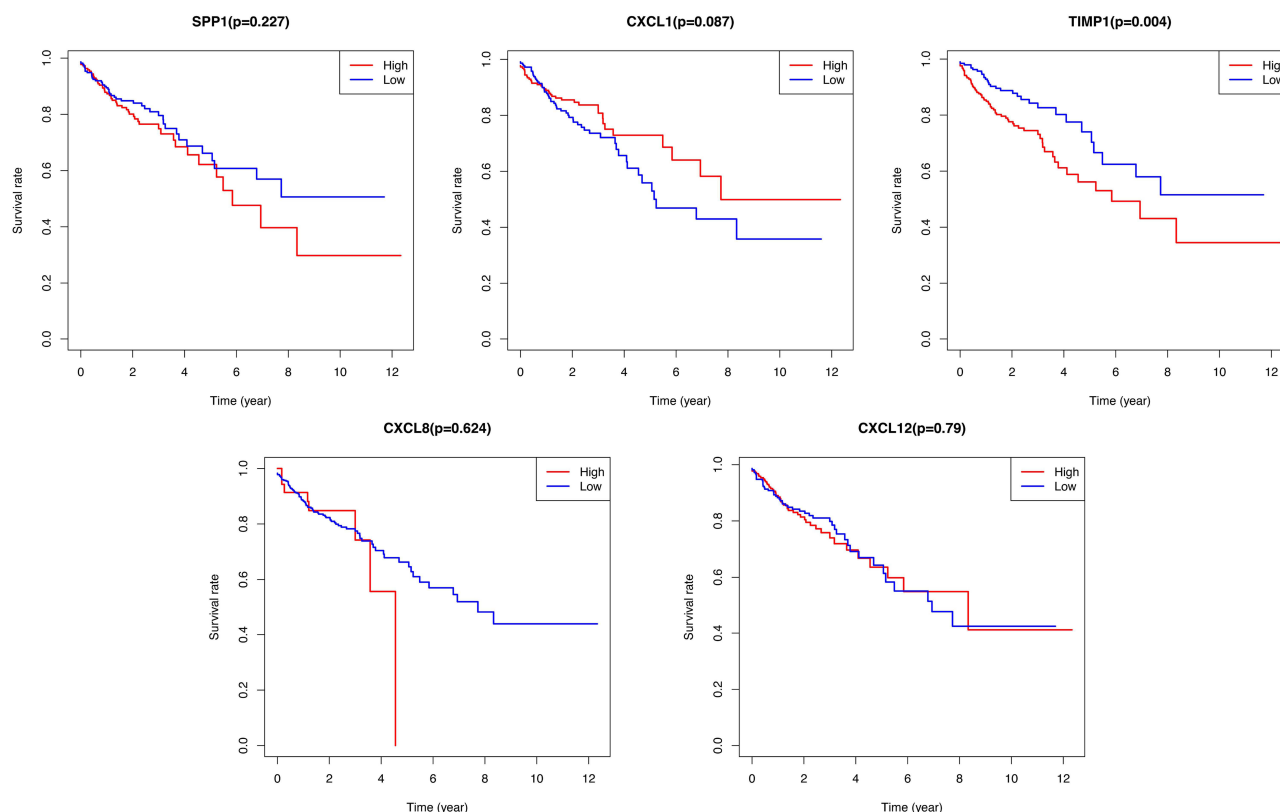 SPP1(p=0.227)
Survival rate
0.0 0.2 0.4 0.6 0.8 1.0
High
Low
0 2 4 6 8 10 12
Time (year)
CXCL1(p=0.087)
Survival rate
0.0 0.2 0.4 0.6 0.8 1.0
High
Low
0 2 4 6 8 10 12
Time (year)
TIMP1(p=0.004)
Survival rate
0.0 0.2 0.4 0.6 0.8 1.0
Hig
Low
0 2 4 6 8 10 12
Time (year)
CXCL8(p=0.624)
Survival rate
0.0 0.2 0.4 0.6 0.8 1.0
High
Low
0 2 4 6 8 10 12
Time (year)
CXCL12(p=0.79)
Survival rate
0.0 0.2 0.4 0.6 0.8 1.0
High
Low
0 2 4 6 8 10 12
Time (year)